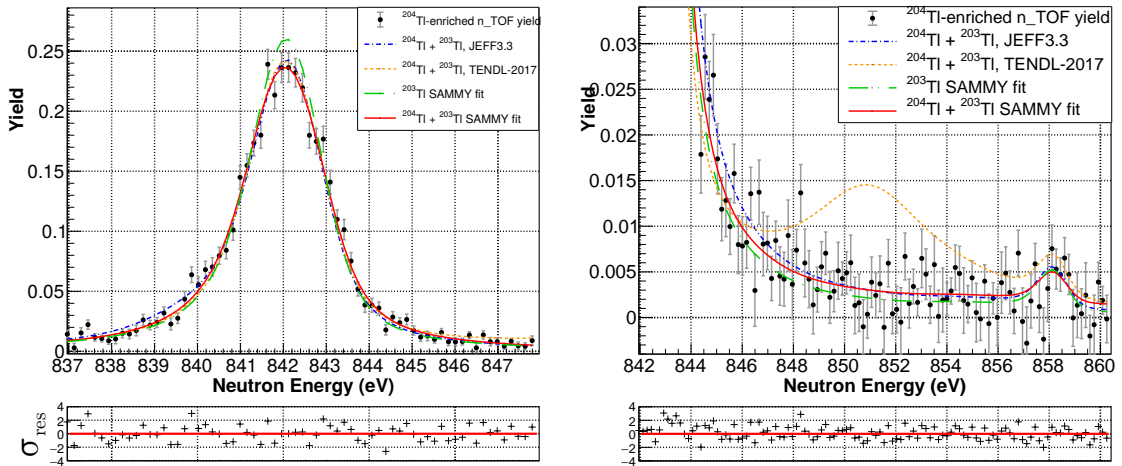 ²⁰⁴Tl-enriched n_TOF yield
²⁰⁴Tl + ²⁰³Tl, JEFF3.3
²⁰⁴Tl + ²⁰³Tl, TENDL-2017
²⁰³Tl SAMMY fit
²⁰⁴Tl + ²⁰³Tl SAMMY fit
Yield
0.25
0.2
0.15
0.1
0.05
0
837 838 839 840 841 842 843 844 845 846 847
Neutron Energy (eV)
σres
4
2
0
−2
−4
²⁰⁴Tl-enriched n_TOF yield
²⁰⁴Tl + ²⁰³Tl, JEFF3.3
²⁰⁴Tl + ²⁰³Tl, TENDL-2017
²⁰³Tl SAMMY fit
²⁰⁴Tl + ²⁰³Tl SAMMY fit
Yield
0.03
0.025
0.02
0.015
0.01
0.005
0
842 844 846 848 850 852 854 856 858 860
Neutron Energy (eV)
4
2
0
−2
−4